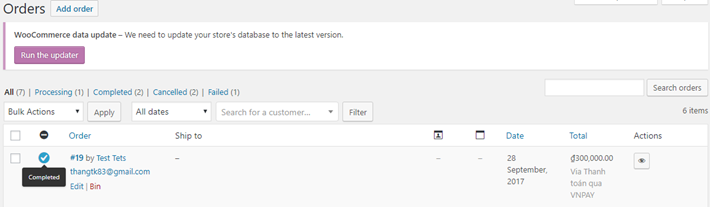 Orders Add order
WooCommerce data update – We need to update your store's database to the latest version.
Run the updater
Search orders
All (7) | Processing (1) | Completed (2) | Cancelled (2) | Failed (1)
Bulk Actions Apply All dates Search for a customer... Filter 6 items
Order Ship to Date Total Actions
#19 by Test Tets – – – 28 ₫300,000.00
thangtk83@gmail.com September, Via Thanh
Completed 2017 toán qua
Edit | Bin VNPAY